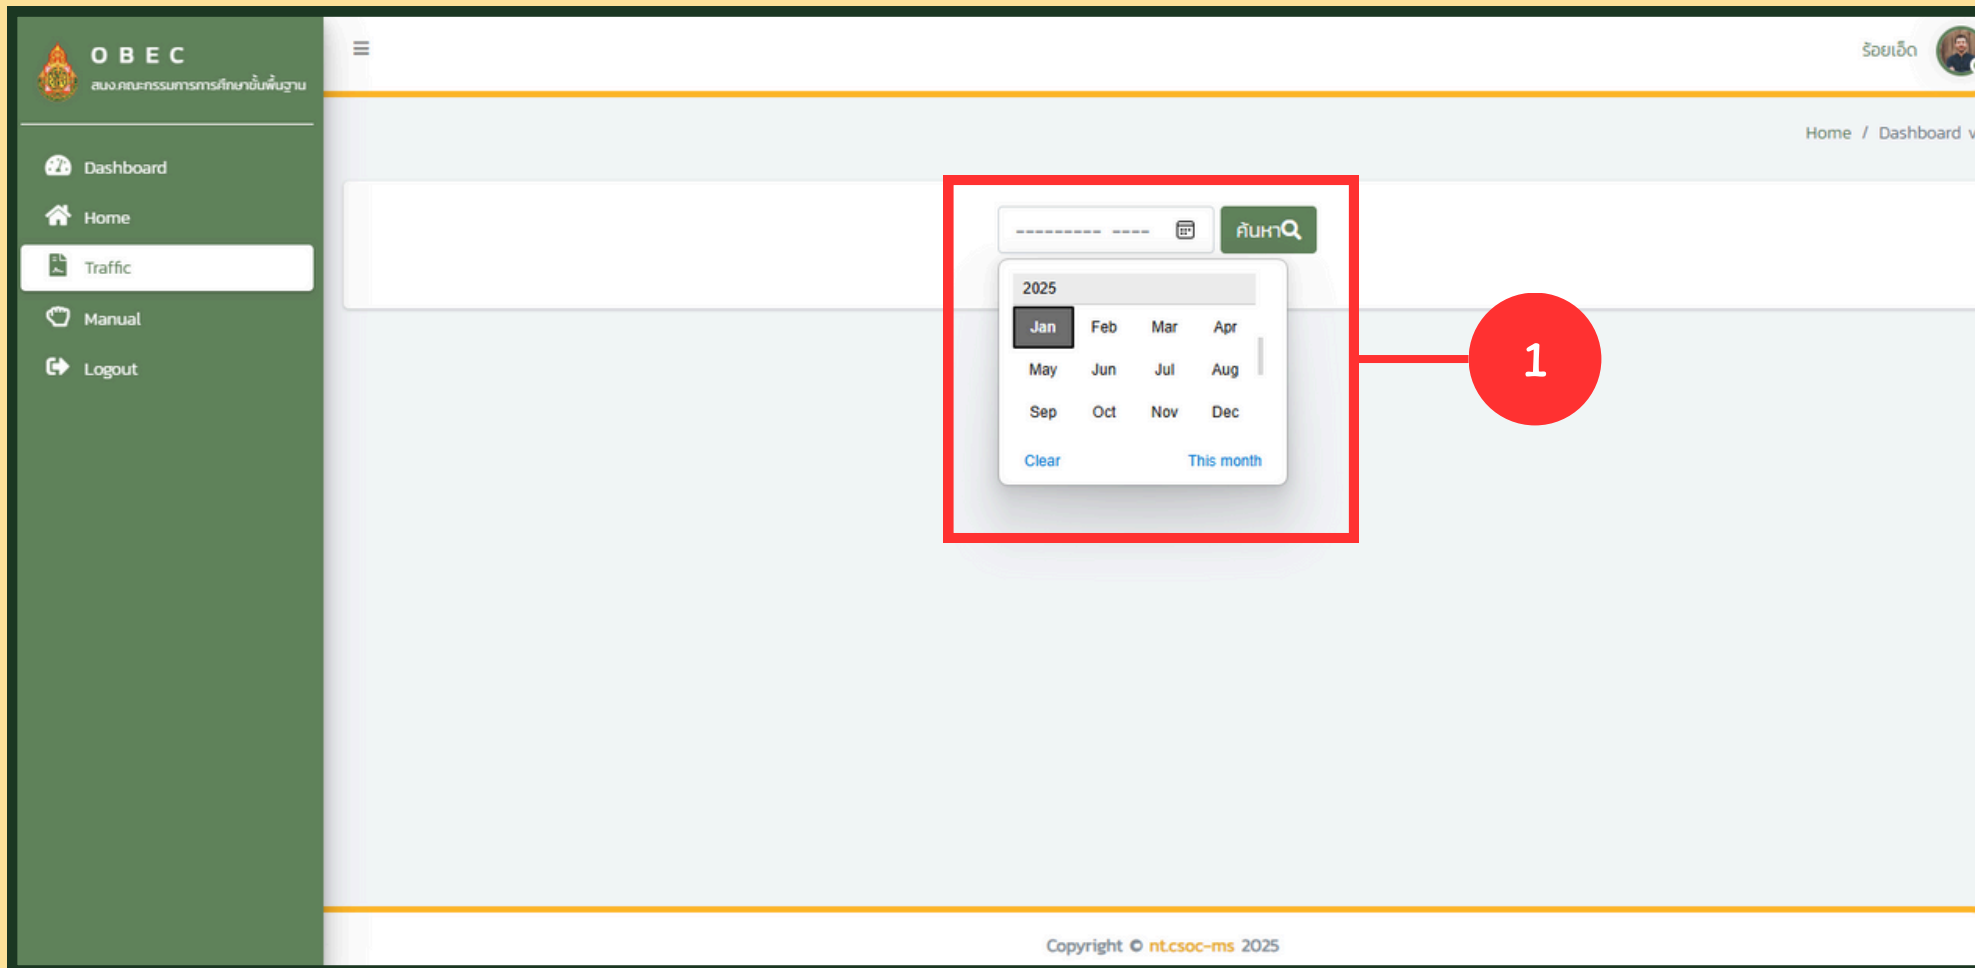 O B E C
สนง.คณะกรรมการการศึกษาขั้นพื้นฐาน
ร้อยเอ็ด
Home / Dashboard v
Dashboard
Home
Traffic
Manual
Logout
--------- ----
ค้นหา
2025
Jan Feb Mar Apr
May Jun Jul Aug
Sep Oct Nov Dec
Clear This month
1
Copyright © nt.csoc-ms 2025